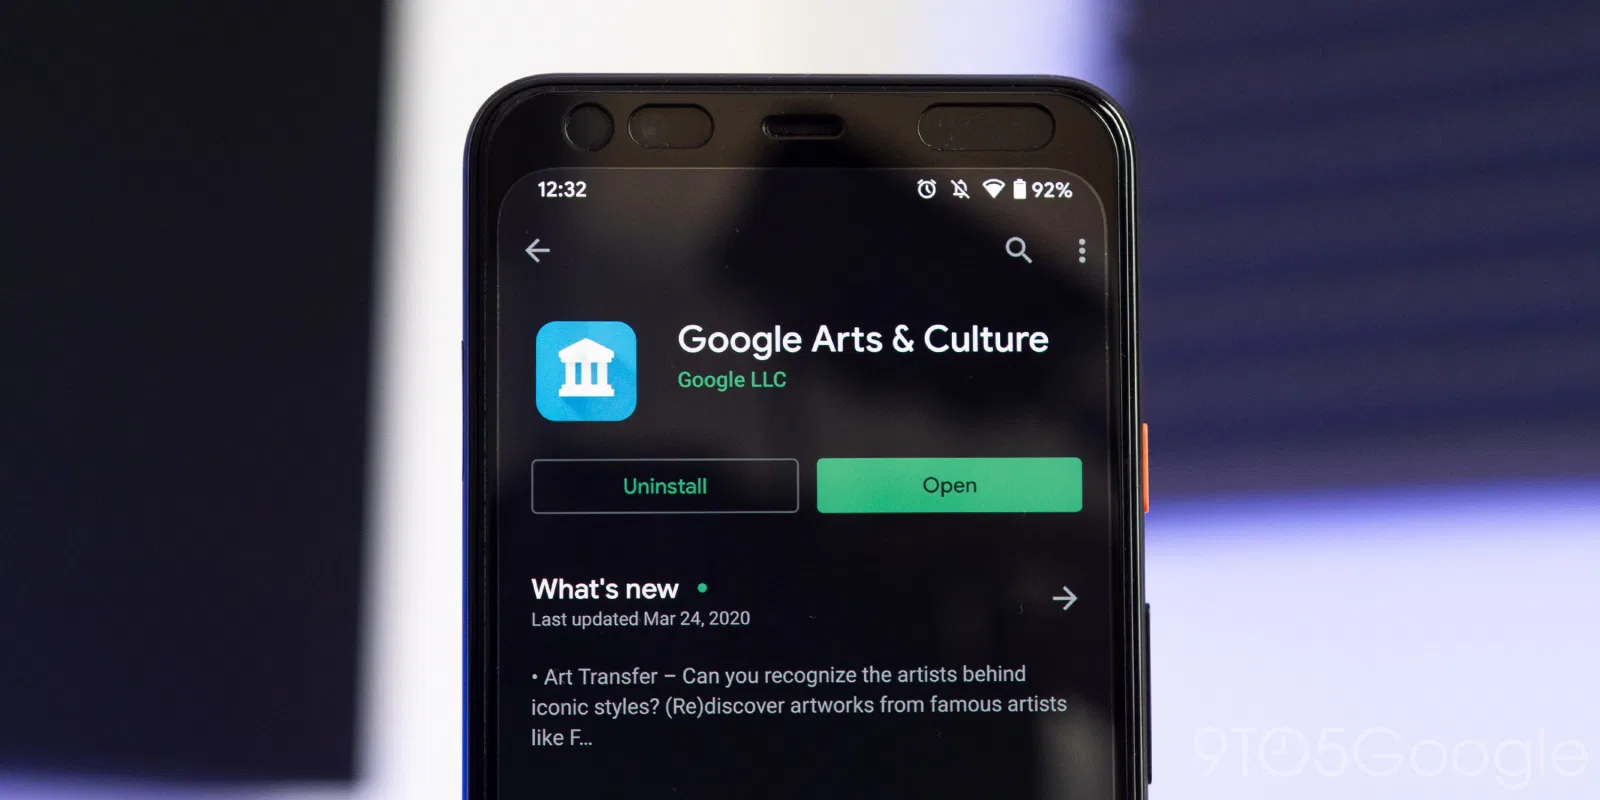 12:32
92%
Google Arts & Culture
Google LLC
Uninstall
Open
What's new
Last updated Mar 24, 2020
• Art Transfer – Can you recognize the artists behind
iconic styles? (Re)discover artworks from famous artists
like F...
9TO5Google